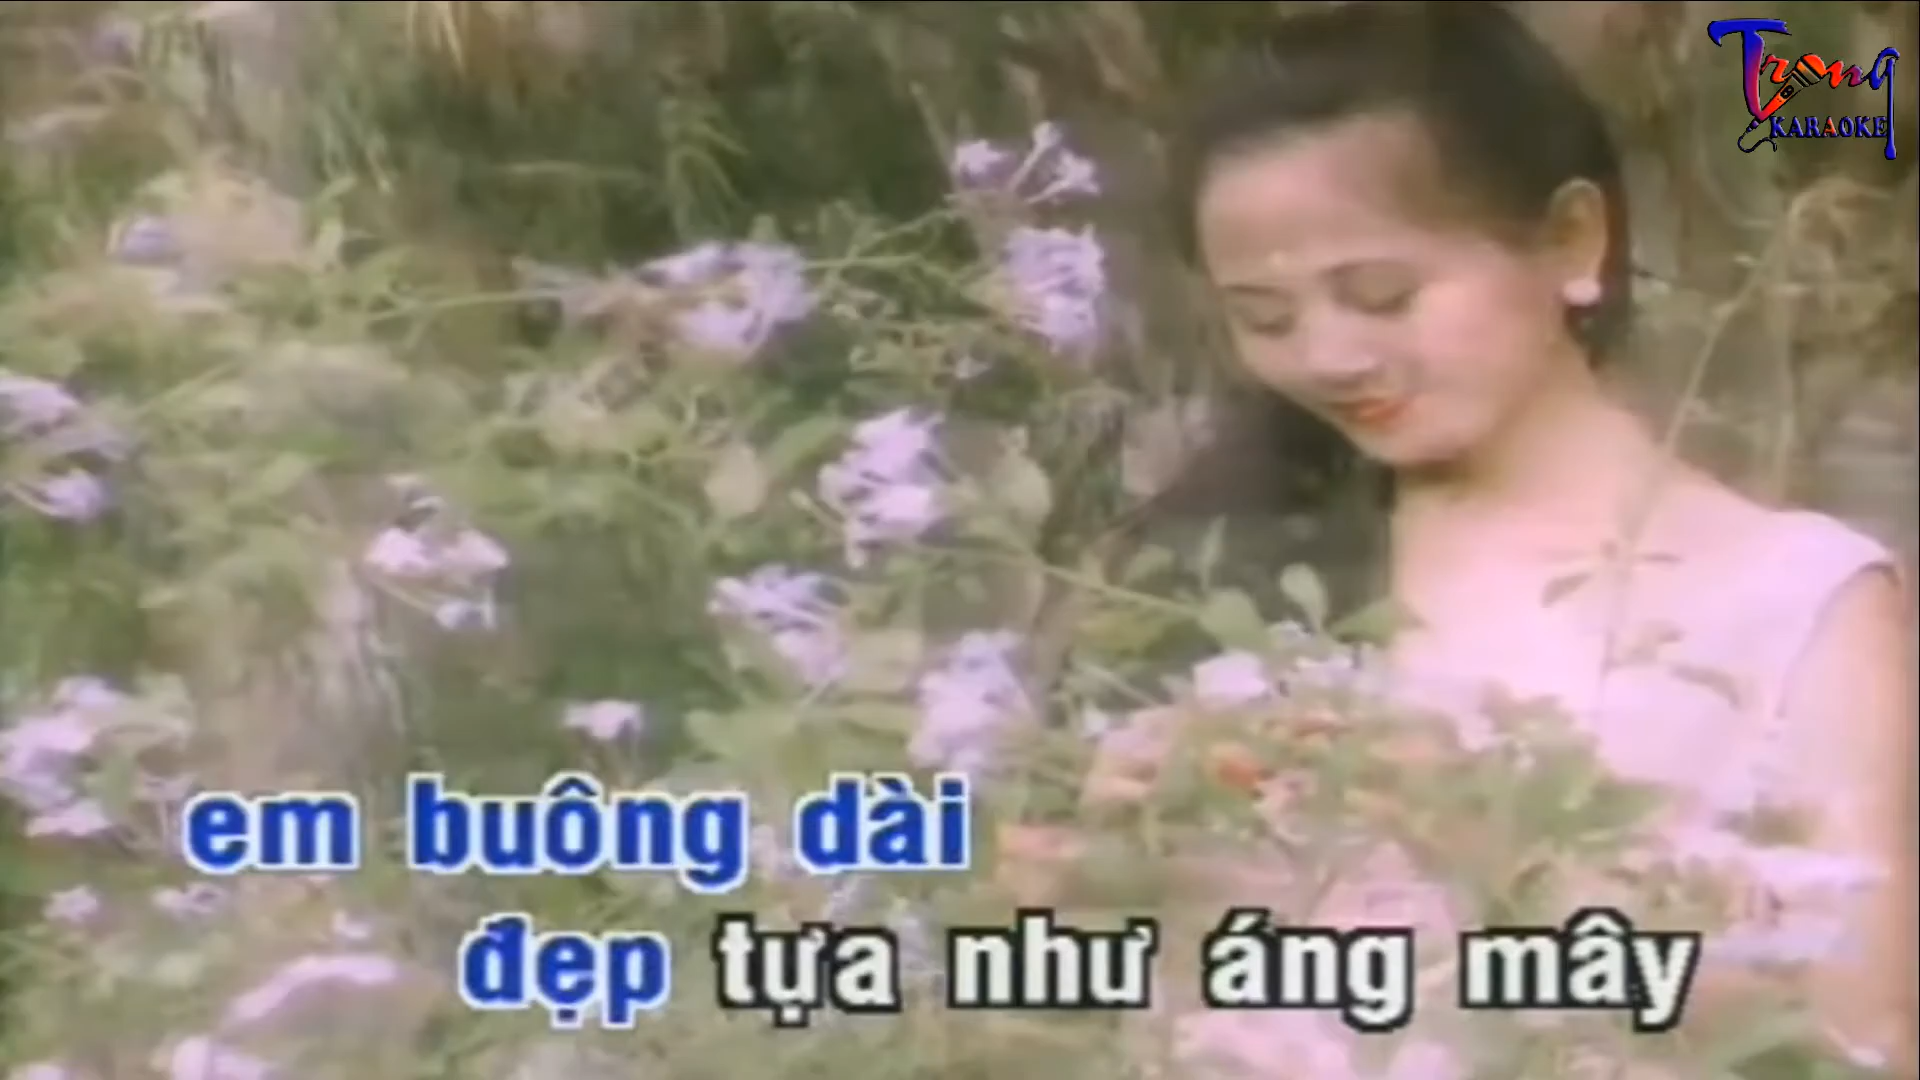 Trọng
KARAOKE
em buông dài
đẹp tựa như áng mây